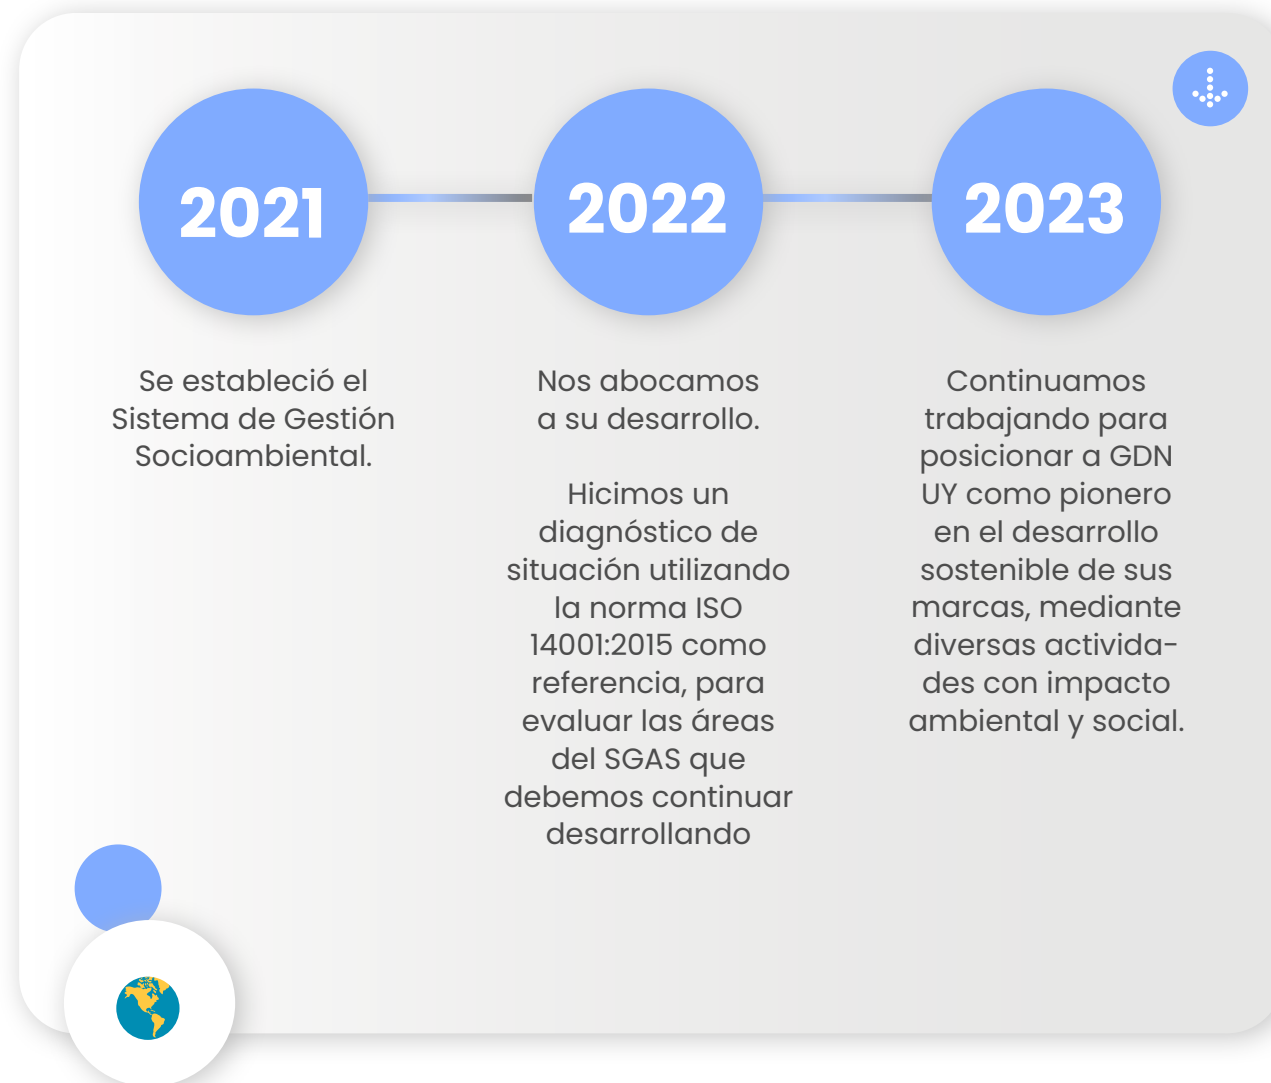 2021
Se estableció el
Sistema de Gestión
Socioambiental.
2022
Nos abocamos
a su desarrollo.
Hicimos un
diagnóstico de
situación utilizando
la norma ISO
14001:2015 como
referencia, para
evaluar las áreas
del SGAS que
debemos continuar
desarrollando
2023
Continuamos
trabajando para
posicionar a GDN
UY como pionero
en el desarrollo
sostenible de sus
marcas, mediante
diversas activida-
des con impacto
ambiental y social.